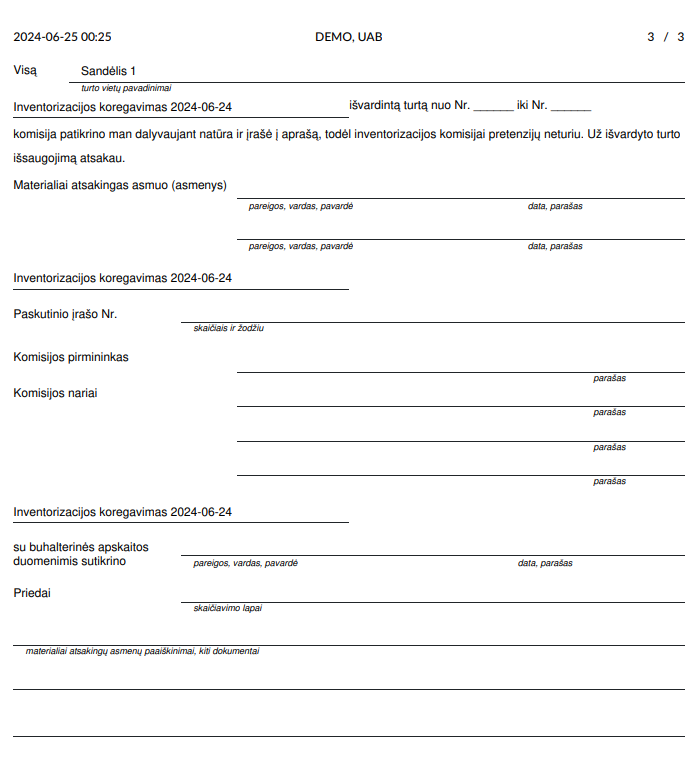 2024-06-25 00:25 DEMO, UAB 3 / 3
Visą Sandėlis 1
turto vietų pavadinimai
Inventorizacijos koregavimas 2024-06-24 išvardintą turtą nuo Nr. ______ iki Nr. ______
komisija patikrino man dalyvaujant natūra ir įrašė į aprašą, todėl inventorizacijos komisijai pretenzijų neturiu. Už išvardyto turto
išsaugojimą atsakau.
Materialiai atsakingas asmuo (asmenys)
pareigos, vardas, pavardė data, parašas
pareigos, vardas, pavardė data, parašas
Inventorizacijos koregavimas 2024-06-24
Paskutinio įrašo Nr.
skaičiais ir žodžiu
Komisijos pirmininkas
parašas
Komisijos nariai
parašas
parašas
parašas
Inventorizacijos koregavimas 2024-06-24
su buhalterinės apskaitos
duomenimis sutikrino
pareigos, vardas, pavardė data, parašas
Priedai
skaičiavimo lapai
materialiai atsakingų asmenų paaiškinimai, kiti dokumentai